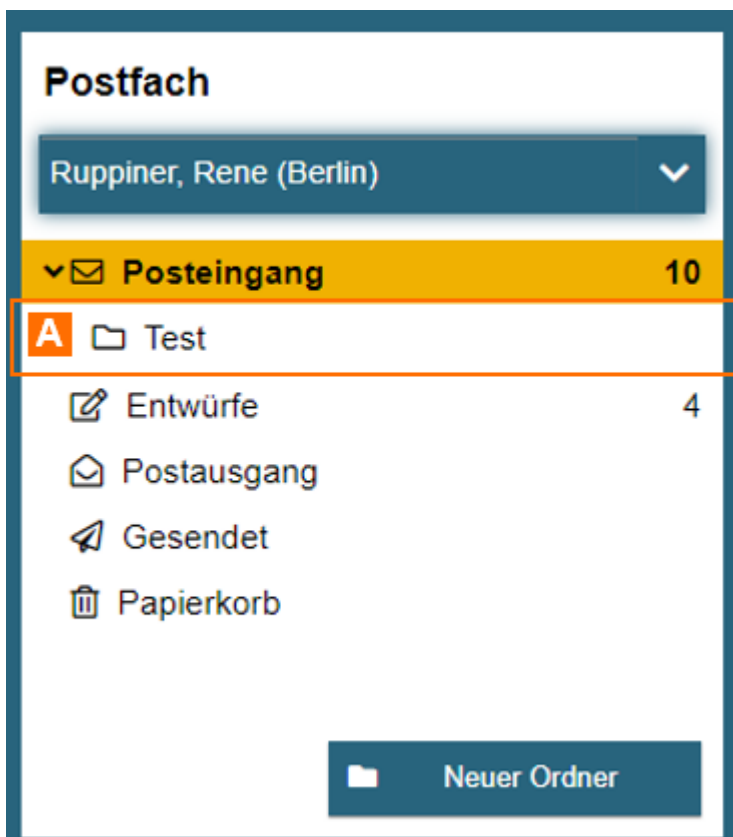 Postfach
Ruppiner, Rene (Berlin)
Posteingang 10
A Test
Entwürfe 4
Postausgang
Gesendet
Papierkorb
Neuer Ordner